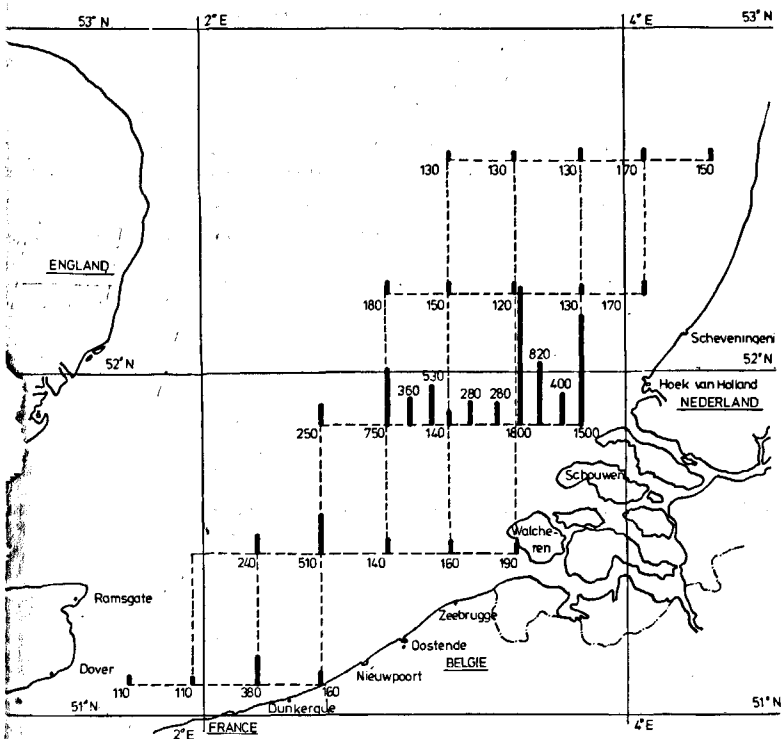 53° N
2° E
4° E
53° N
130
130
130
170
150
ENGLAND
180
150
120
130
170
Scheveningen
52° N
52° N
820
530
360
280
280
400
Hoek van Holland
NEDERLAND
250
750
140
1800
1500
Schouwen
Walche-
ren
240
510
140
160
190
Ramsgate
Zeebrugge
Oostende
BELGIE
Dover
Nieuwpoort
110
110
380
160
51° N
Dunkerque
51° N
2° E
FRANCE
4° E